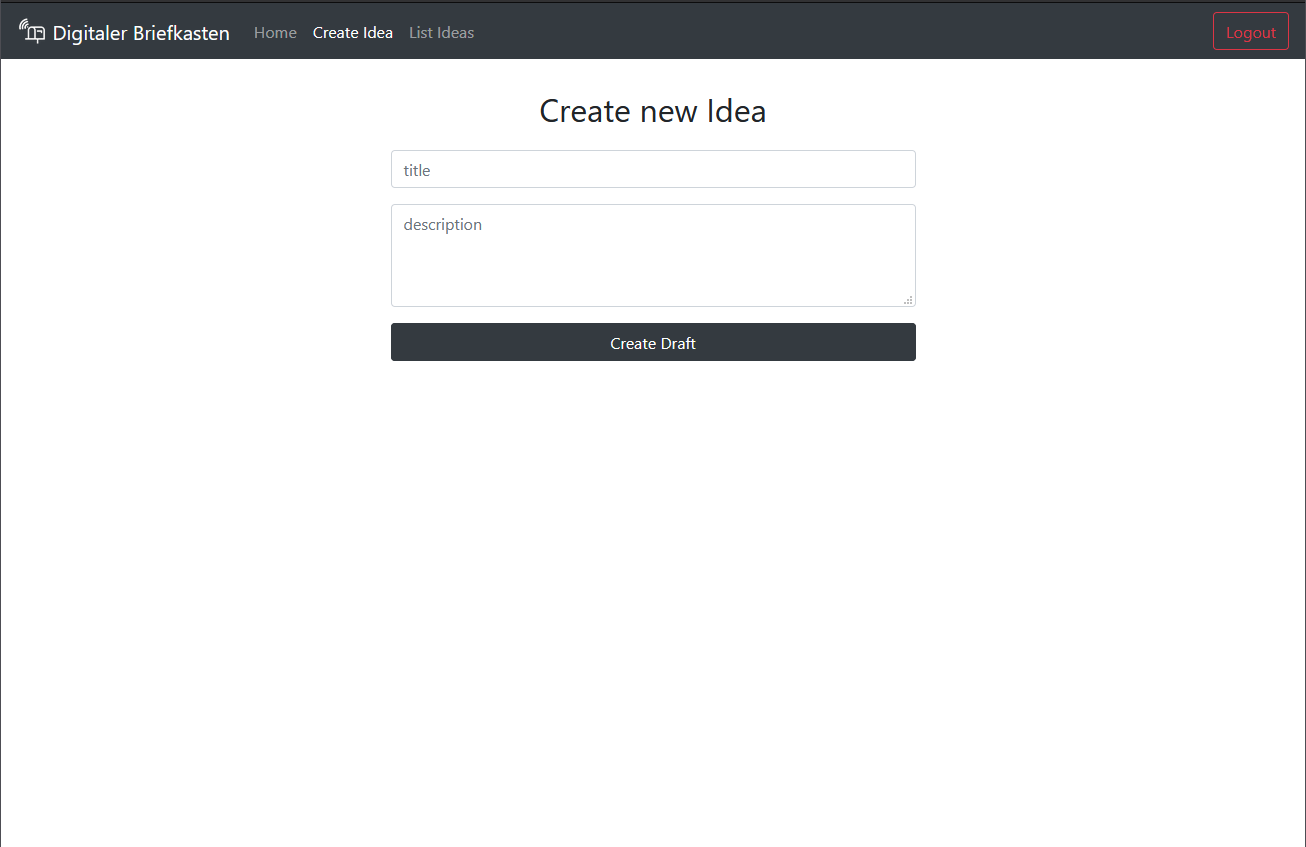 Digitaler Briefkasten Home Create Idea List Ideas Logout
Create new Idea
title
description
Create Draft